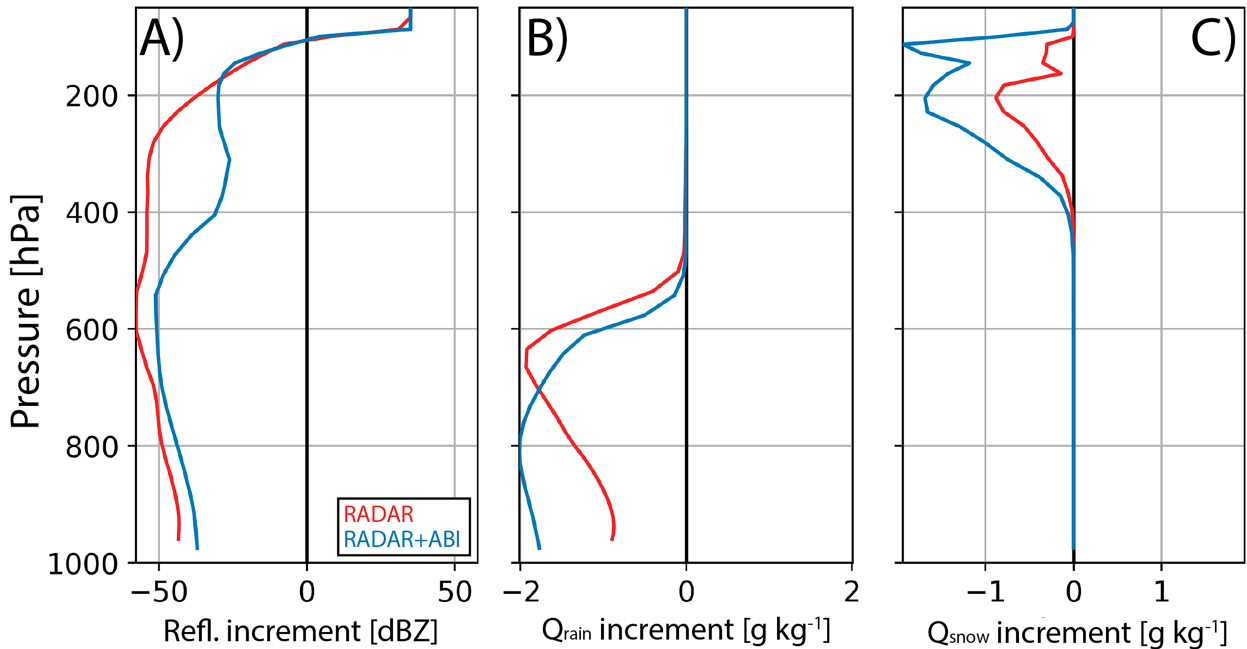 A)
B)
C)
Pressure [hPa]
200
400
600
800
1000
RADAR
RADAR+ABI
−50 0 50
−2 0 2
−1 0 1
Refl. increment [dBZ]
Qrain increment [g kg-1]
Qsnow increment [g kg-1]